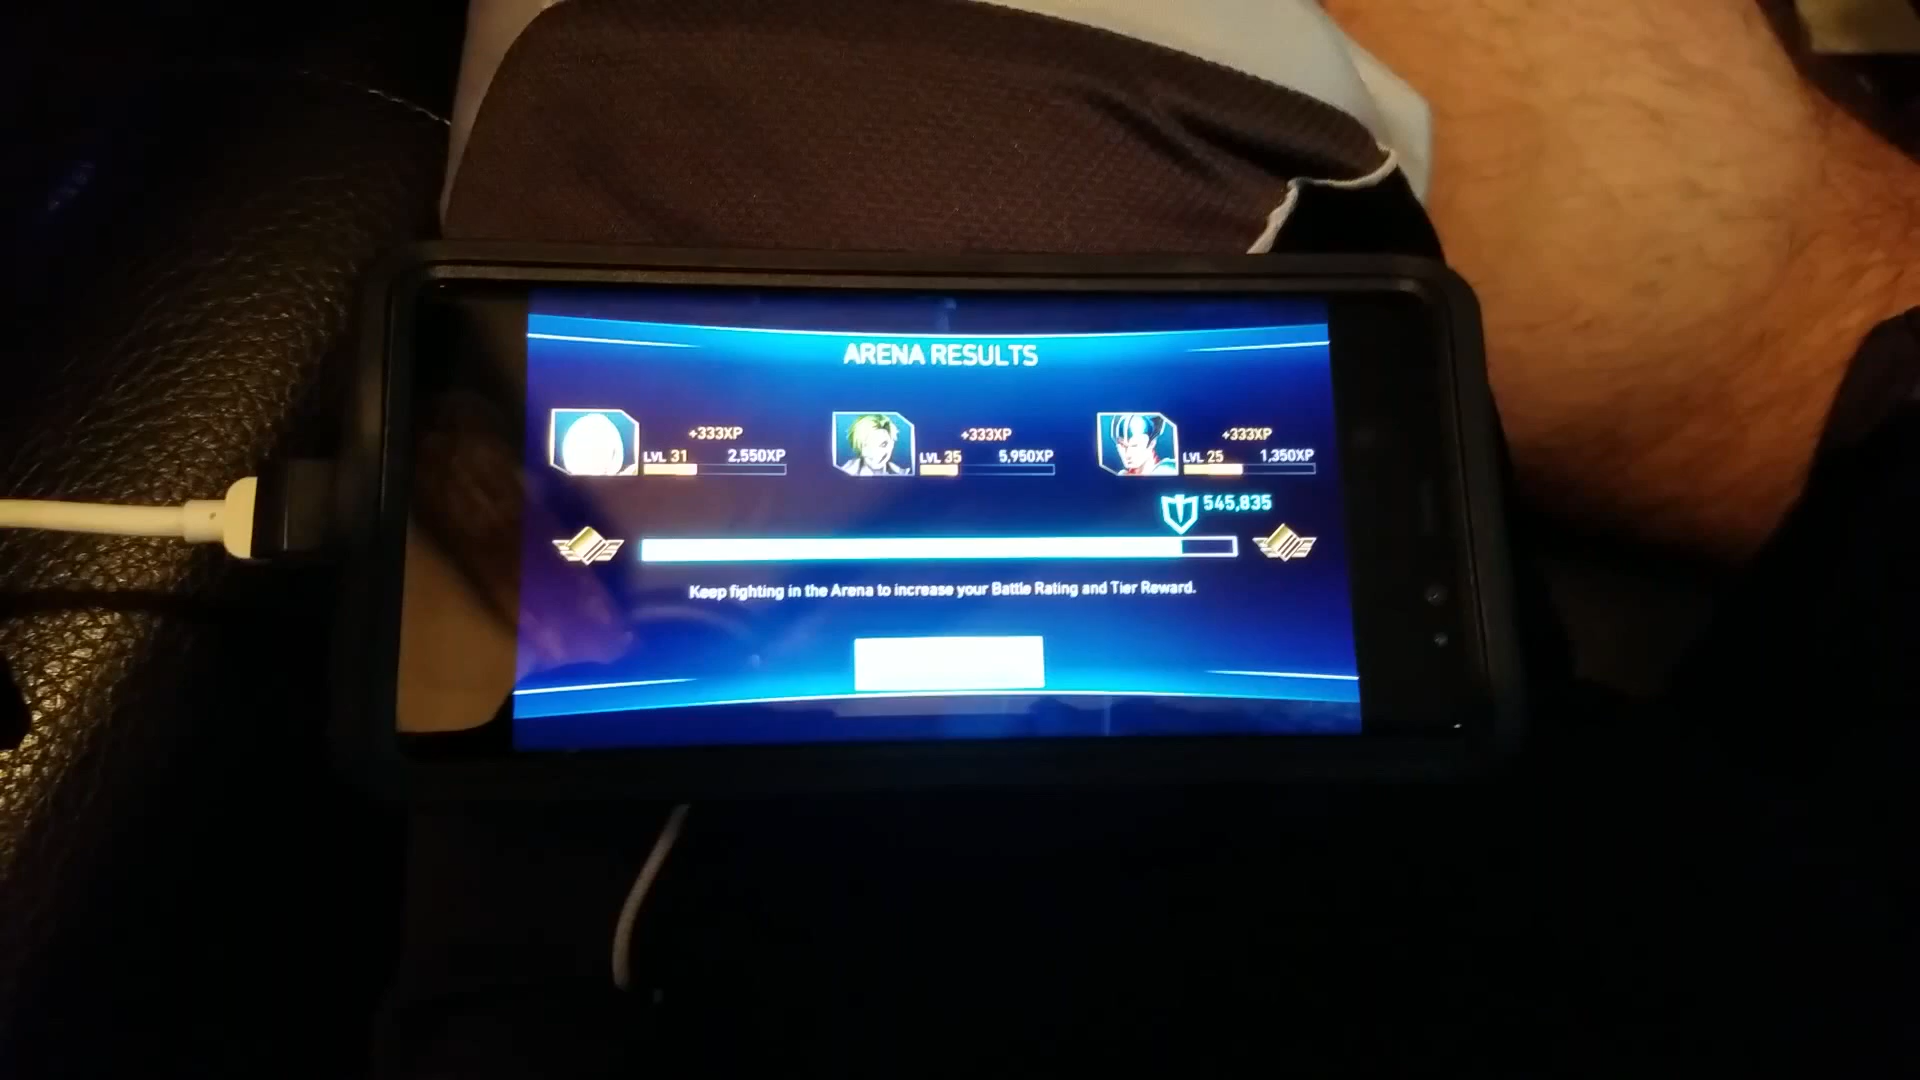 ARENA RESULTS
+333XP
LVL 31 2,550XP
+333XP
LVL 35 5,950XP
+333XP
LVL 25 1,350XP
545,835
Keep fighting in the Arena to increase your Battle Rating and Tier Reward.